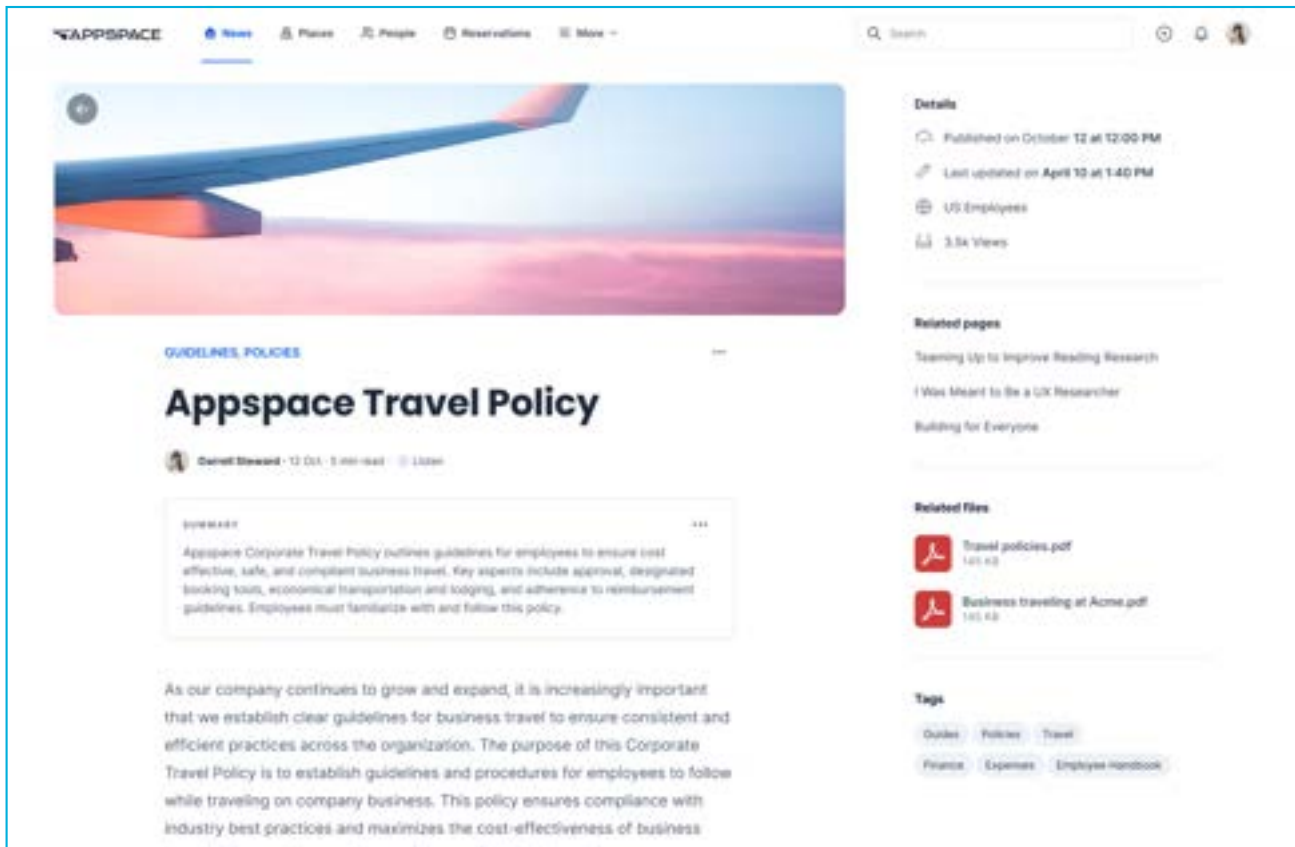 APPSPACE
News
Places
People
Reservations
More
Search
GUIDELINES, POLICIES
Appspace Travel Policy
Darrell Steward · 12 Oct · 5 min read
Listen
SUMMARY
Appspace Corporate Travel Policy outlines guidelines for employees to ensure cost
effective, safe, and compliant business travel. Key aspects include approval, designated
booking tools, economical transportation and lodging, and adherence to reimbursement
guidelines. Employees must familiarize with and follow this policy.
As our company continues to grow and expand, it is increasingly important
that we establish clear guidelines for business travel to ensure consistent and
efficient practices across the organization. The purpose of this Corporate
Travel Policy is to establish guidelines and procedures for employees to follow
while traveling on company business. This policy ensures compliance with
industry best practices and maximizes the cost-effectiveness of business
Details
Published on October 12 at 12:00 PM
Last updated on April 10 at 1:40 PM
US Employees
3.5k Views
Related pages
Teaming Up to Improve Reading Research
I Was Meant to Be a UX Researcher
Building for Everyone
Related files
Travel policies.pdf
145 KB
Business traveling at Acme.pdf
145 KB
Tags
Guides
Policies
Travel
Finance
Expenses
Employee Handbook